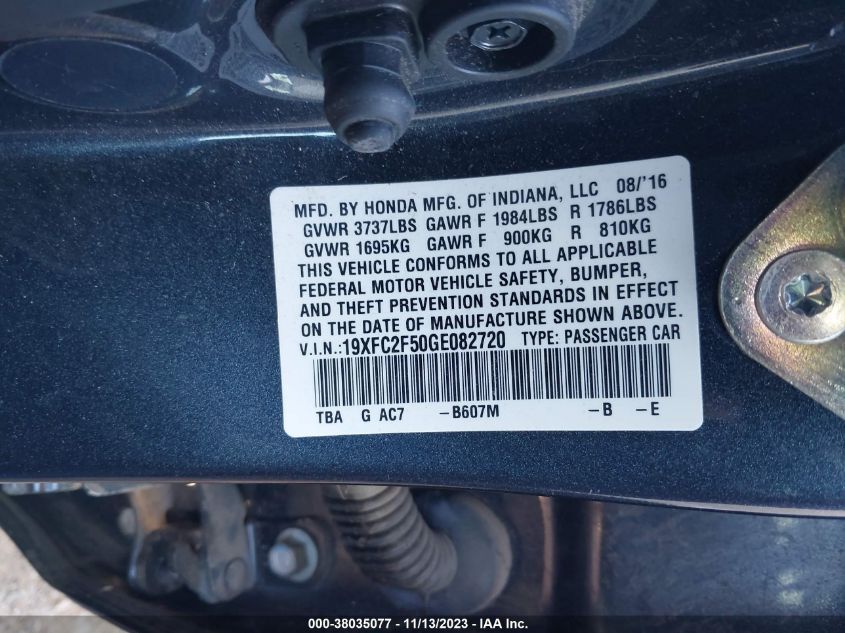 MFD. BY HONDA MFG. OF INDIANA, LLC 08/'16
GVWR 3737LBS GAWR F 1984LBS R 1786LBS
GVWR 1695KG GAWR F 900KG R 810KG
THIS VEHICLE CONFORMS TO ALL APPLICABLE
FEDERAL MOTOR VEHICLE SAFETY, BUMPER,
AND THEFT PREVENTION STANDARDS IN EFFECT
ON THE DATE OF MANUFACTURE SHOWN ABOVE.
V.I.N.:19XFC2F50GE082720 TYPE: PASSENGER CAR
TBA G AC7 -B607M -B -E
000-38035077 - 11/13/2023 - IAA Inc.